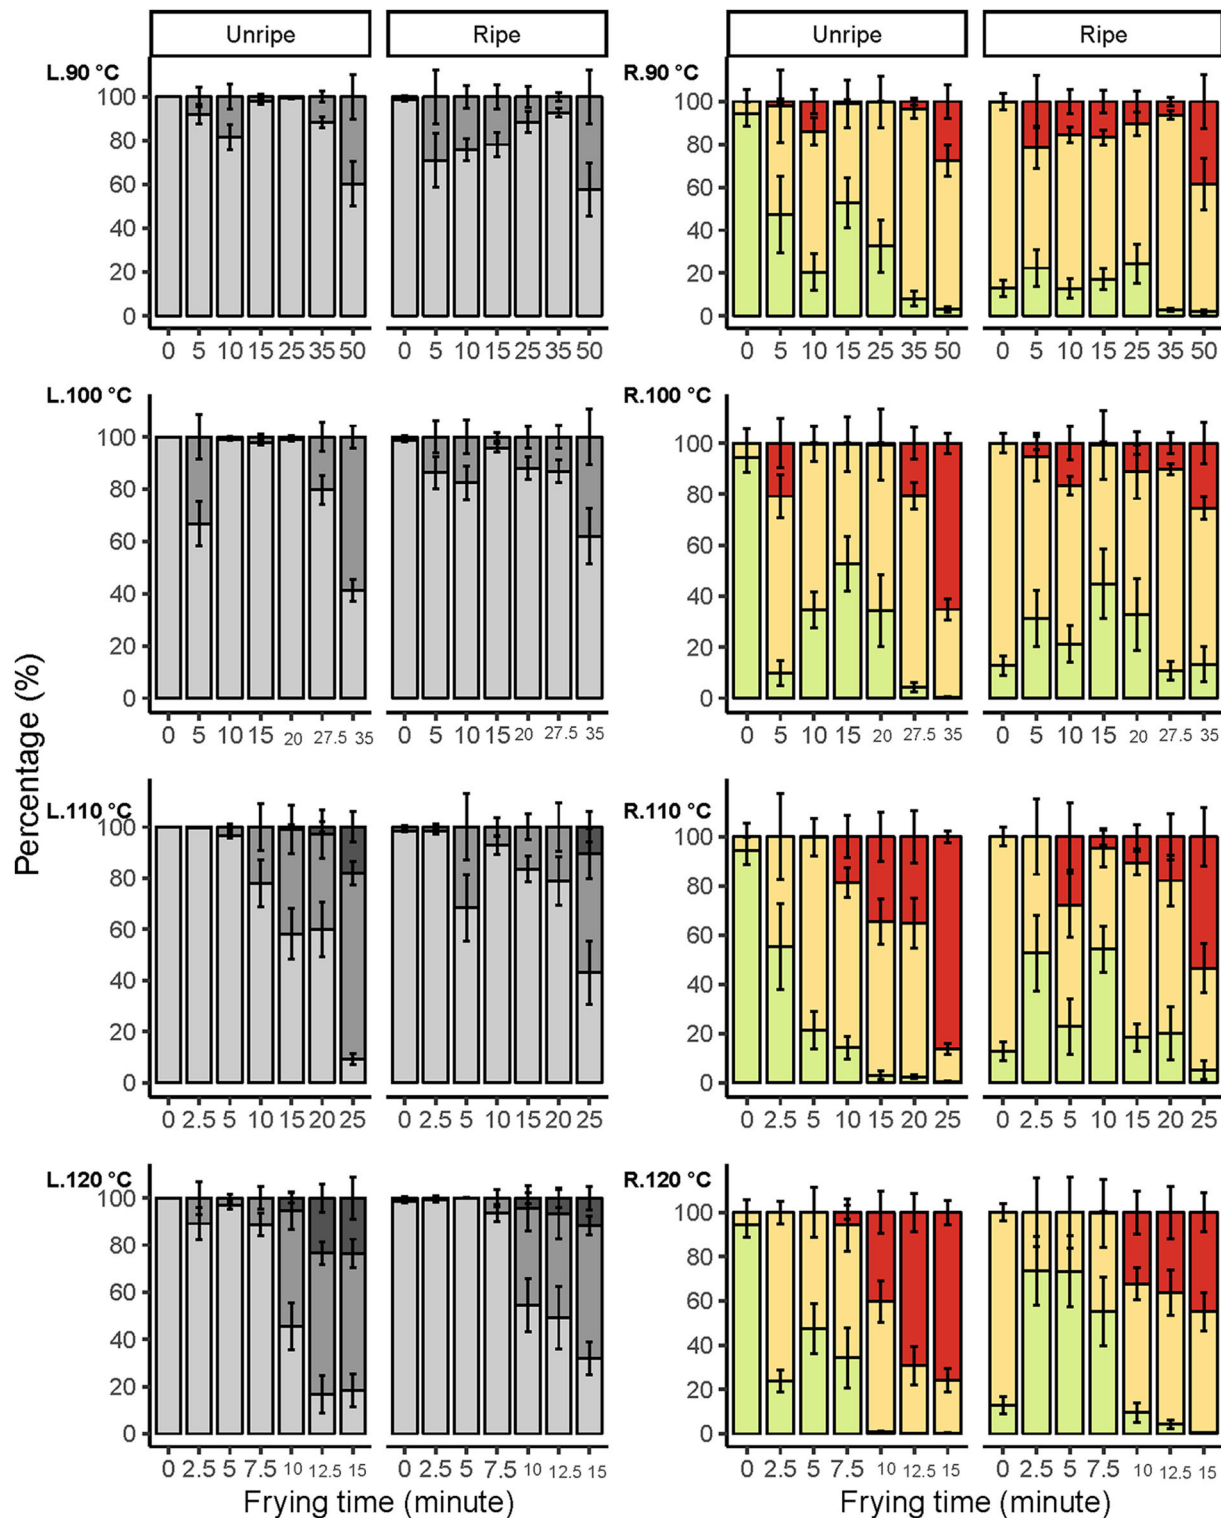 Unripe Ripe Unripe Ripe
L.90 °C R.90 °C
100 100
80 80
60 60
40 40
20 20
0 0
0 5 10 15 25 35 50 0 5 10 15 25 35 50 0 5 10 15 25 35 50 0 5 10 15 25 35 50
L.100 °C R.100 °C
100 100
80 80
60 60
40 40
20 20
0 0
0 5 10 15 20 27.5 35 0 5 10 15 20 27.5 35 0 5 10 15 20 27.5 35 0 5 10 15 20 27.5 35
Percentage (%)
L.110 °C R.110 °C
100 100
80 80
60 60
40 40
20 20
0 0
0 2.5 5 10 15 20 25 0 2.5 5 10 15 20 25 0 2.5 5 10 15 20 25 0 2.5 5 10 15 20 25
L.120 °C R.120 °C
100 100
80 80
60 60
40 40
20 20
0 0
0 2.5 5 7.5 10 12.5 15 0 2.5 5 7.5 10 12.5 15 0 2.5 5 7.5 10 12.5 15 0 2.5 5 7.5 10 12.5 15
Frying time (minute) Frying time (minute)